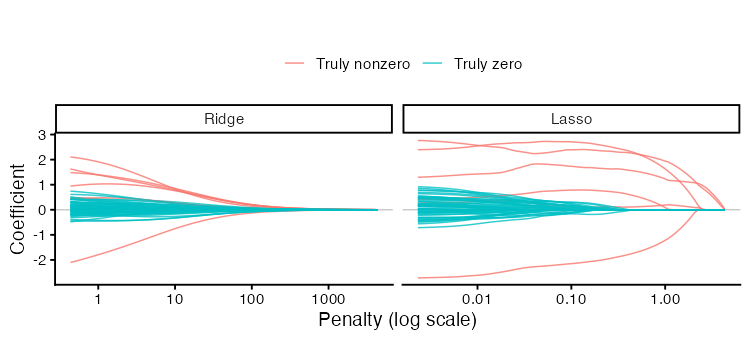 Truly nonzero Truly zero
Ridge Lasso
3
2
1
0
-1
-2
Coefficient
1 10 100 1000 0.01 0.10 1.00
Penalty (log scale)